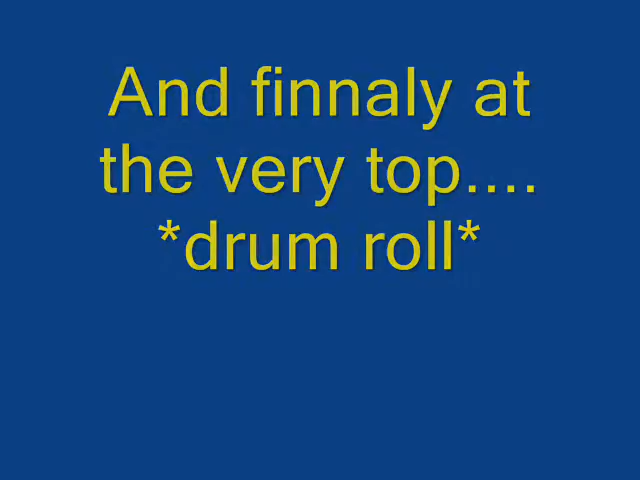 And finnaly at
the very top....
*drum roll*